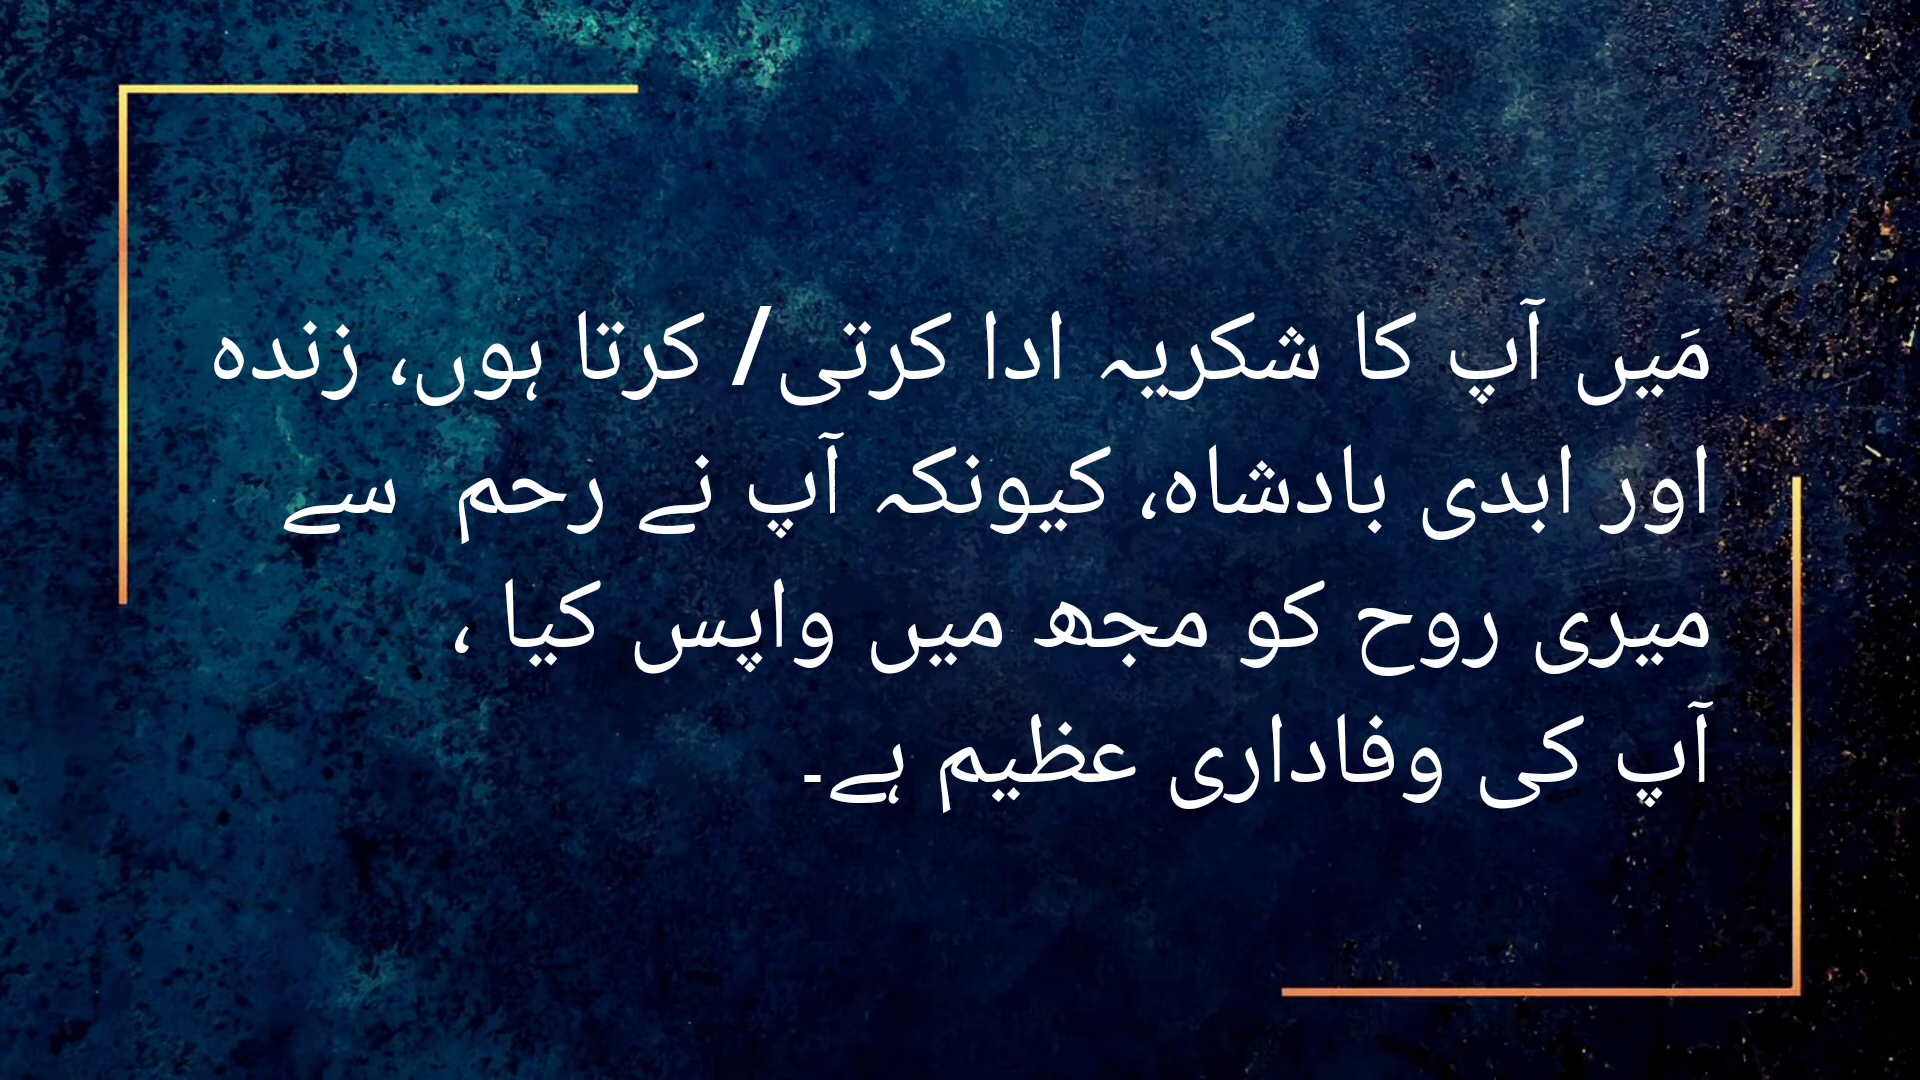 مَیں آپ کا شکریہ ادا کرتی/ کرتا ہوں، زندہ
اور ابدی بادشاہ، کیونکہ آپ نے رحم  سے
میری روح کو مجھ میں واپس کیا ،
آپ کی وفاداری عظیم ہے۔